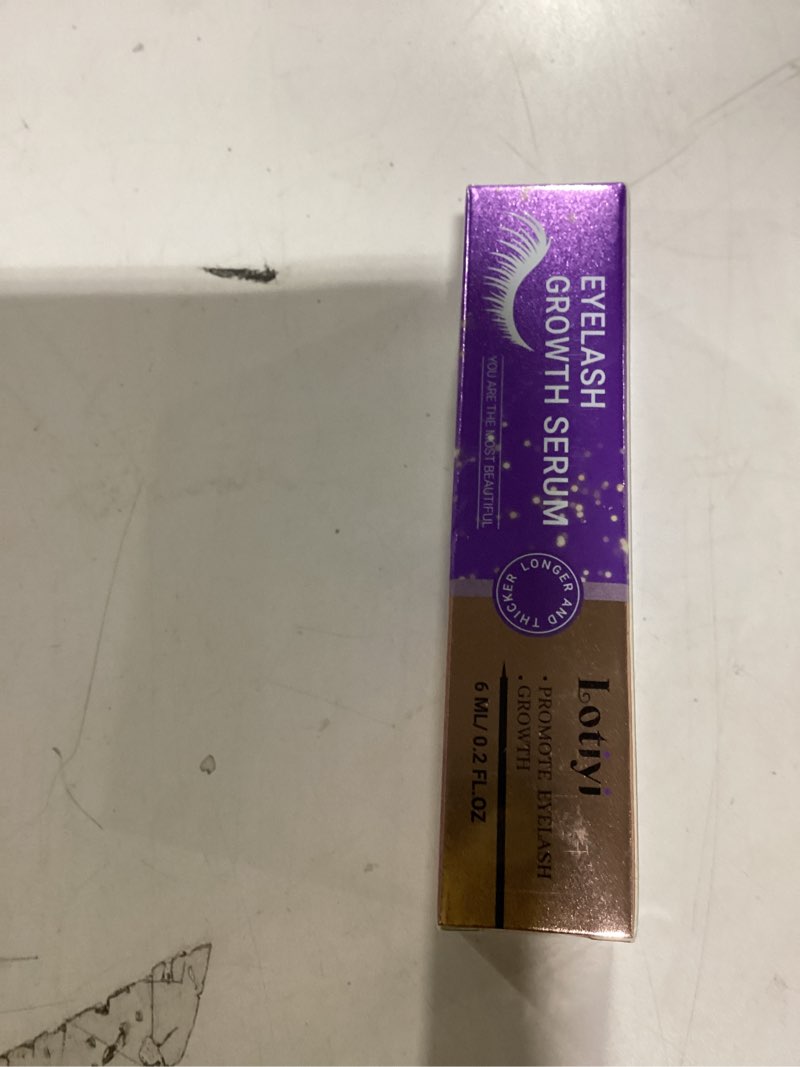 EYELASH
GROWTH SERUM
YOU ARE THE MOST BEAUTIFUL
LONGER AND THICKER
Lotiyi
• PROMOTE EYELASH
• GROWTH
6 ML/ 0.2 FL.OZ